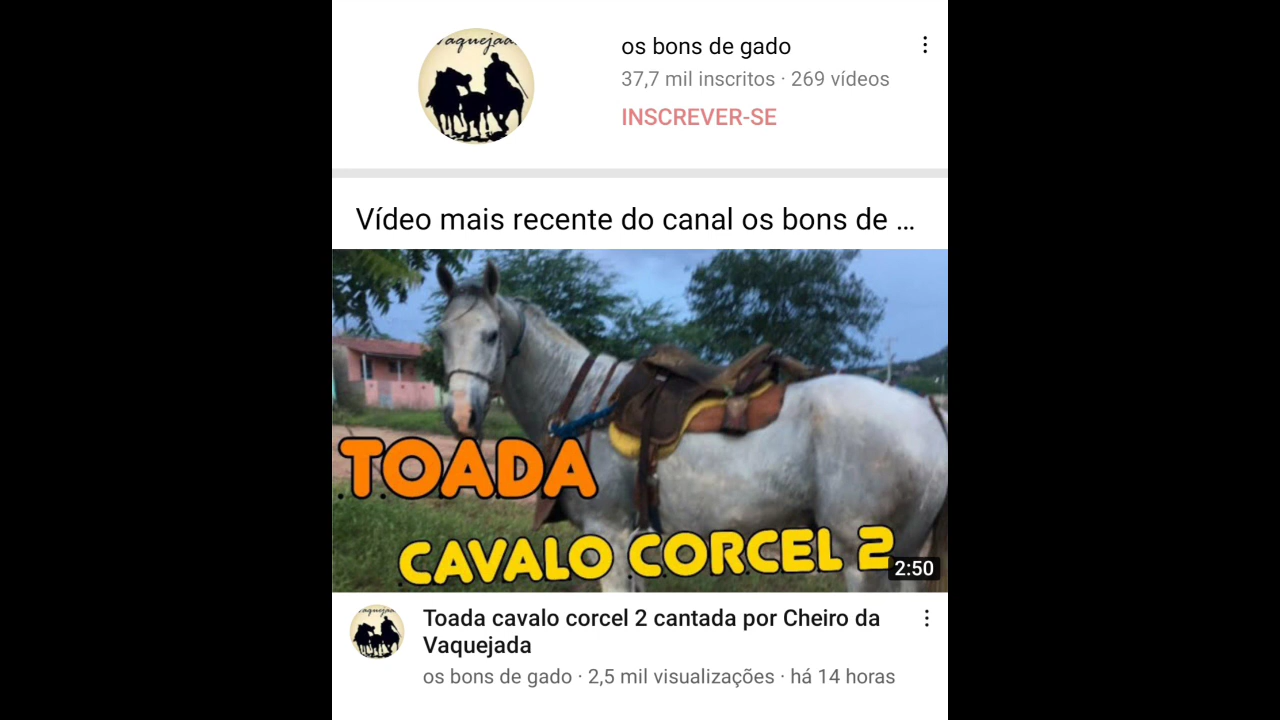 Vaquejada
os bons de gado
37,7 mil inscritos · 269 vídeos
INSCREVER-SE
Vídeo mais recente do canal os bons de ...
TOADA
CAVALO CORCEL 2
2:50
Toada cavalo corcel 2 cantada por Cheiro da
Vaquejada
os bons de gado · 2,5 mil visualizações · há 14 horas